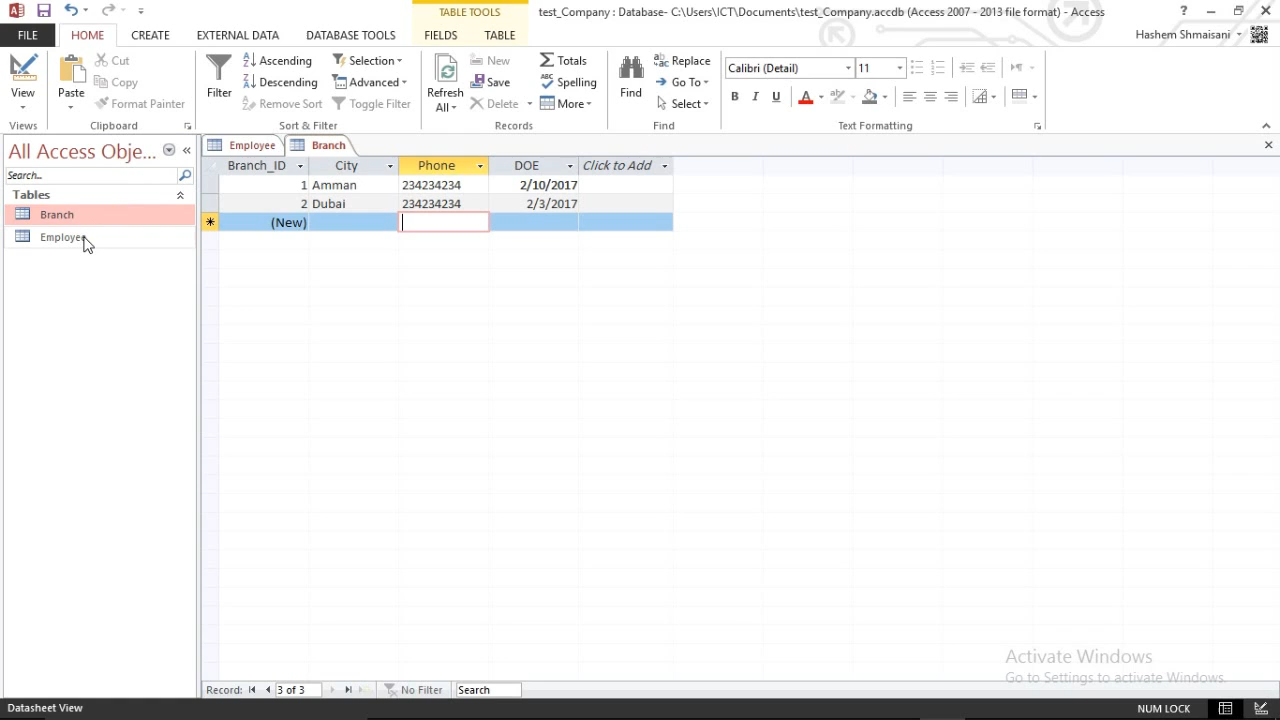 TABLE TOOLS
test_Company : Database- C:\Users\ICT\Documents\test_Company.accdb (Access 2007 - 2013 file format) - Access
FILE HOME CREATE EXTERNAL DATA DATABASE TOOLS FIELDS TABLE Hashem Shmaisani
View
Views
Paste
Cut
Copy
Format Painter
Clipboard
Filter
Ascending
Descending
Remove Sort
Selection
Advanced
Toggle Filter
Sort & Filter
Refresh
All
New
Save
Delete
Totals
Spelling
More
Records
Find
Replace
Go To
Select
Find
Calibri (Detail) 11
B I U A
Text Formatting
All Access Obje...
Search...
Tables
Branch
Employee
Employee Branch
Branch_ID City Phone DOE Click to Add
1 Amman 234234234 2/10/2017
2 Dubai 234234234 2/3/2017
(New)
Activate Windows
Go to Settings to activate Windows.
Record: 3 of 3 No Filter Search
Datasheet View NUM LOCK